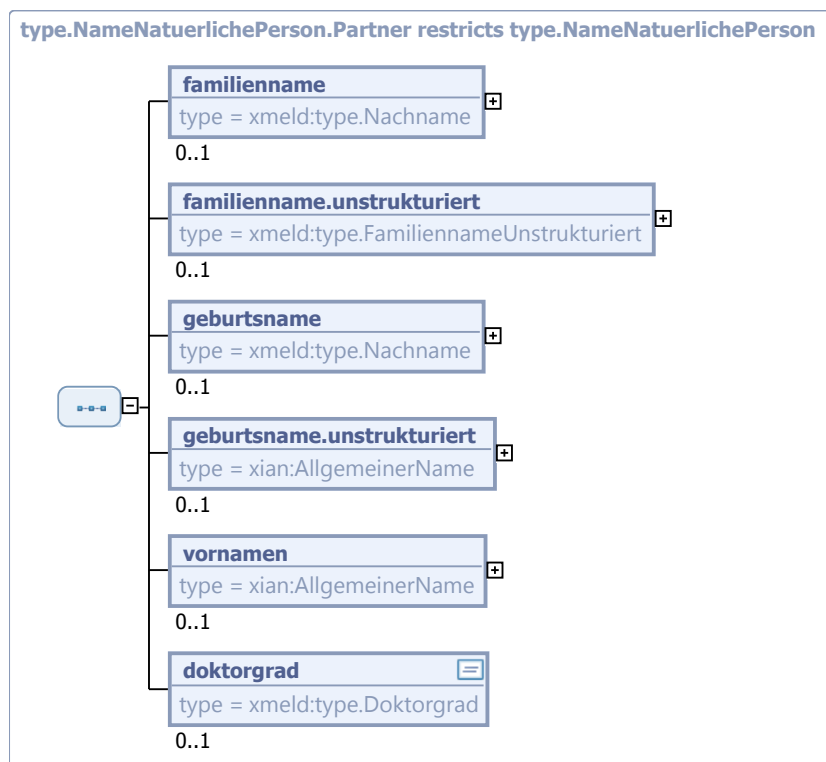 type.NameNatuerlichePerson.Partner restricts type.NameNatuerlichePerson
familienname
type = xmeld:type.Nachname
0..1
familienname.unstrukturiert
type = xmeld:type.FamiliennameUnstrukturiert
0..1
geburtsname
type = xmeld:type.Nachname
0..1
geburtsname.unstrukturiert
type = xian:AllgemeinerName
0..1
vornamen
type = xian:AllgemeinerName
0..1
doktorgrad
type = xmeld:type.Doktorgrad
0..1